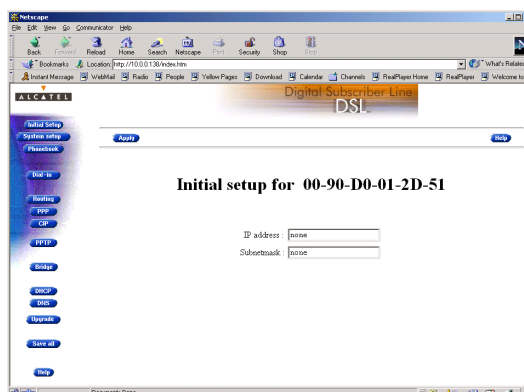 Netscape
File Edit View Go Communicator Help
Back Forward Reload Home Search Netscape Print Security Shop Stop
Bookmarks Location: http://10.0.0.138/index.htm What's Related
Instant Message WebMail Radio People Yellow Pages Download Calendar Channels RealPlayer Home RealPlayer Welcome to
ALCATEL
Digital Subscriber Line
DSL
Initial Setup
System setup
Apply
Help
Phonebook
Dial-in
Initial setup for 00-90-D0-01-2D-51
Routing
PPP
CIP
IP address : none
PPTP
Subnetmask : none
Bridge
DHCP
DNS
Upgrade
Save all
Help
Document: Done